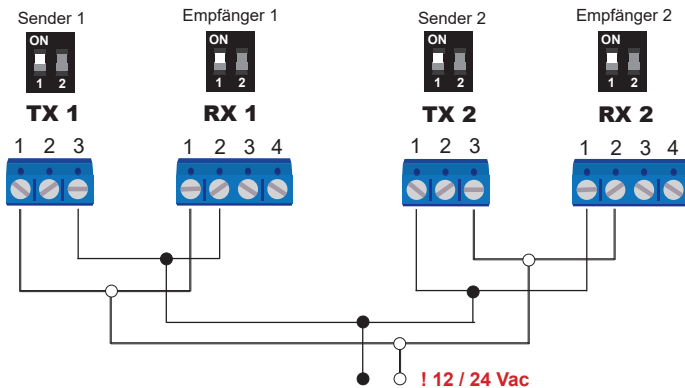 Sender 1 Empfänger 1 Sender 2 Empfänger 2
ON ON ON ON
1 2 1 2 1 2 1 2
TX 1 RX 1 TX 2 RX 2
1 2 3 1 2 3 4 1 2 3 1 2 3 4
! 12 / 24 Vac